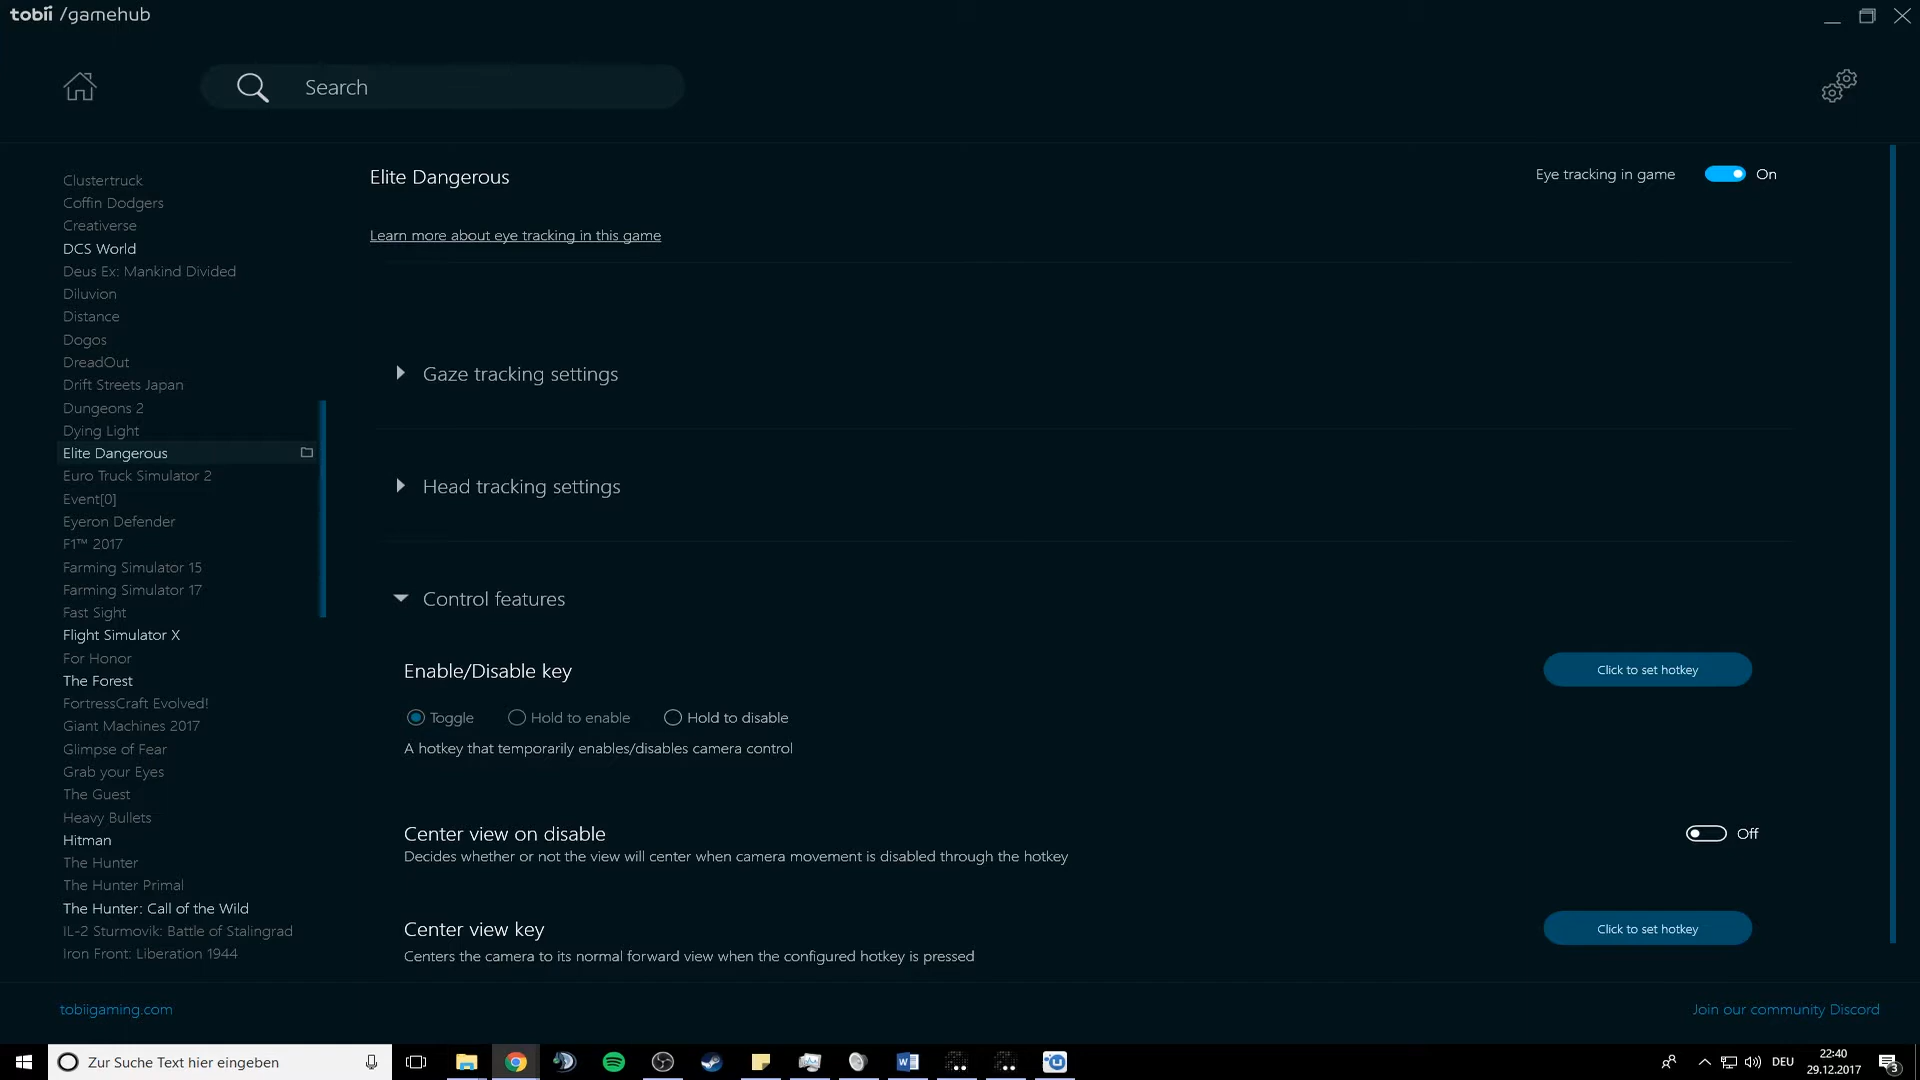 tobii /gamehub
Search
Clustertruck
Coffin Dodgers
Creativerse
DCS World
Deus Ex: Mankind Divided
Diluvion
Distance
Dogos
DreadOut
Drift Streets Japan
Dungeons 2
Dying Light
Elite Dangerous
Euro Truck Simulator 2
Event[0]
Eyeron Defender
F1™ 2017
Farming Simulator 15
Farming Simulator 17
Fast Sight
Flight Simulator X
For Honor
The Forest
FortressCraft Evolved!
Giant Machines 2017
Glimpse of Fear
Grab your Eyes
The Guest
Heavy Bullets
Hitman
The Hunter
The Hunter Primal
The Hunter: Call of the Wild
IL-2 Sturmovik: Battle of Stalingrad
Iron Front: Liberation 1944
Elite Dangerous
Eye tracking in game On
Learn more about eye tracking in this game
Gaze tracking settings
Head tracking settings
Control features
Enable/Disable key
Click to set hotkey
Toggle Hold to enable Hold to disable
A hotkey that temporarily enables/disables camera control
Center view on disable
Off
Decides whether or not the view will center when camera movement is disabled through the hotkey
Center view key
Click to set hotkey
Centers the camera to its normal forward view when the configured hotkey is pressed
tobiigaming.com
Join our community Discord
Zur Suche Text hier eingeben
DEU
22:40
29.12.2017
3